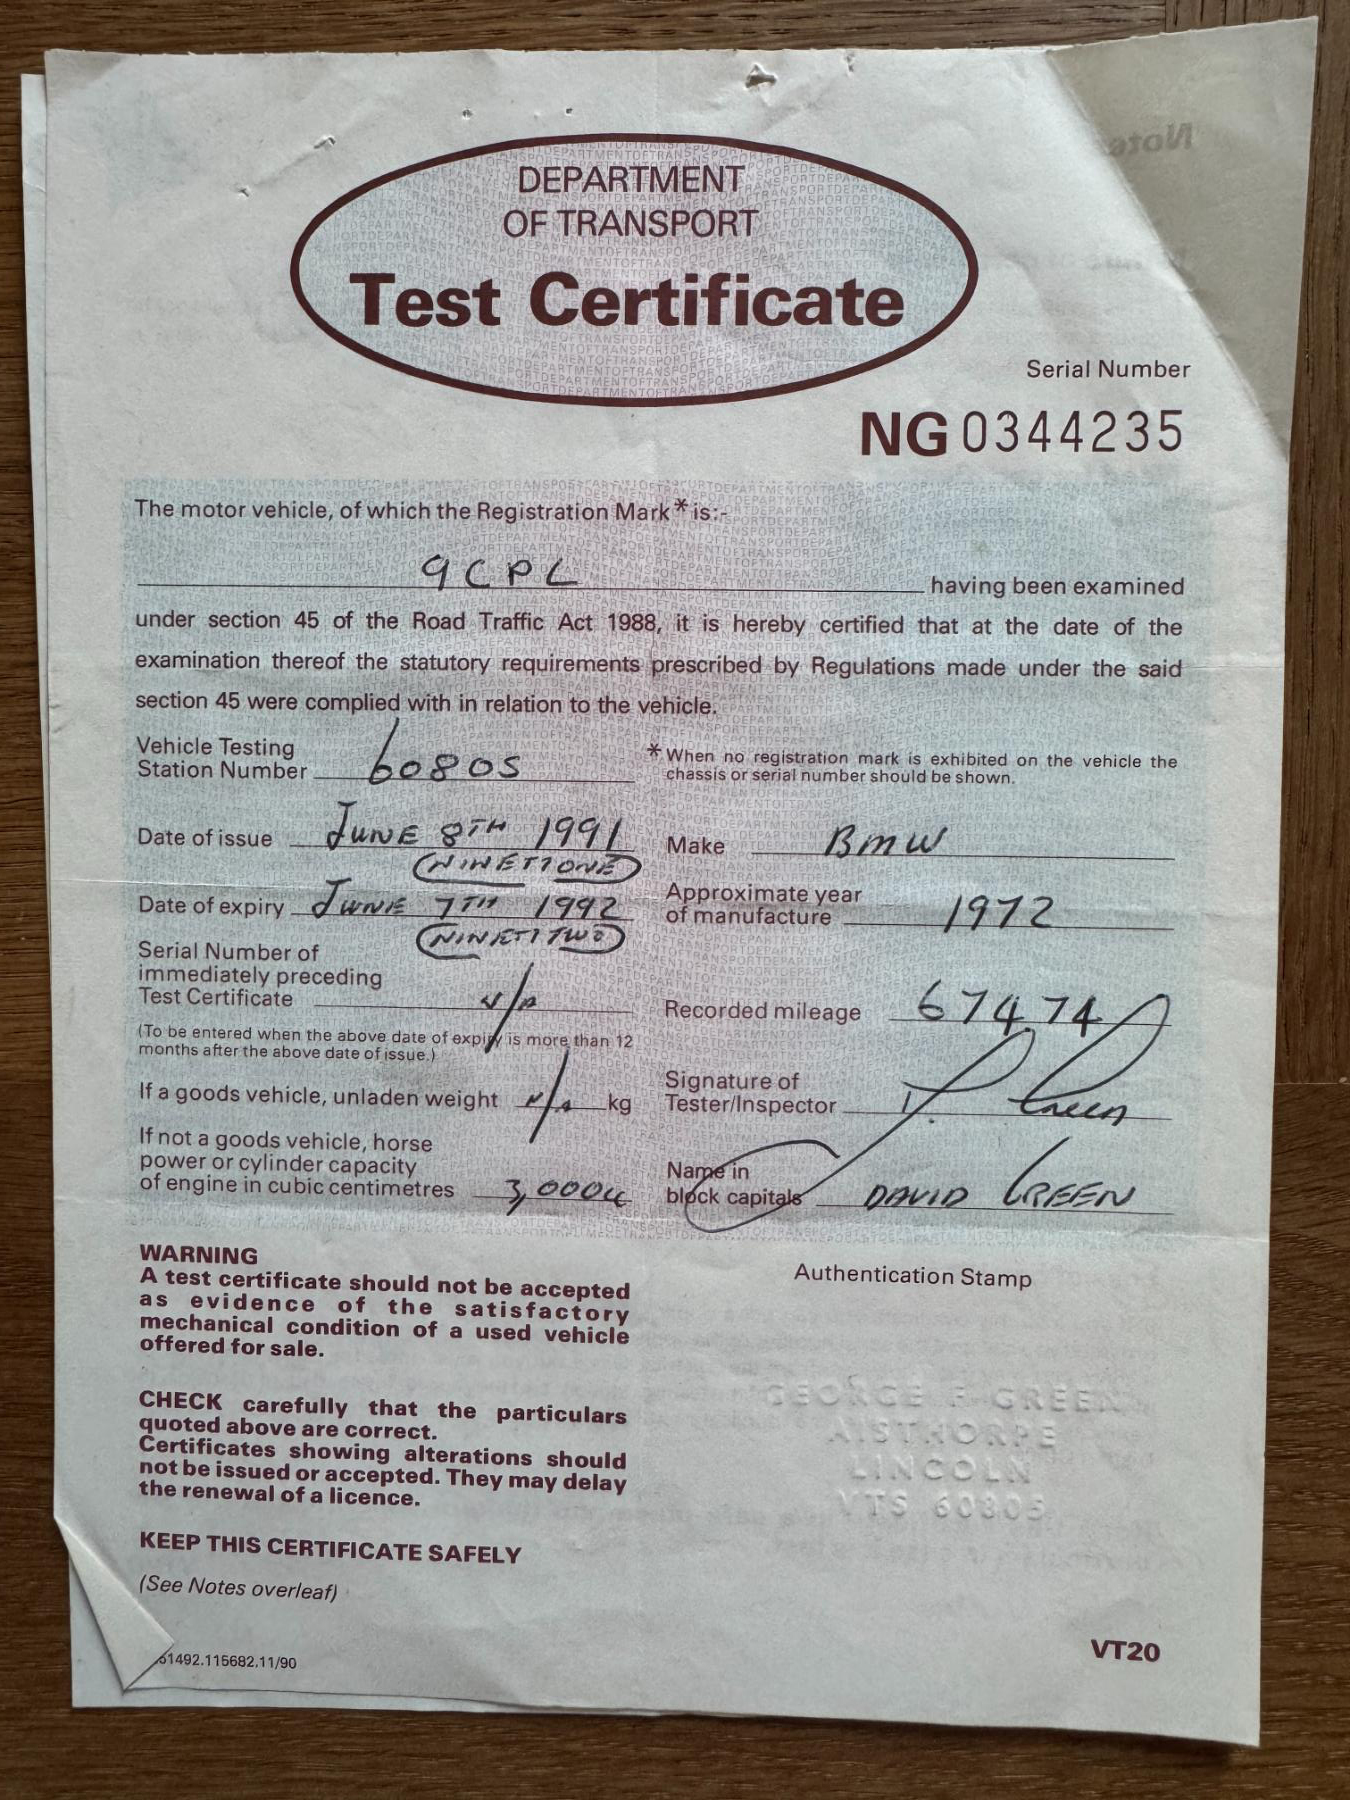 DEPARTMENT
OF TRANSPORT
Test Certificate
Serial Number
NG 0344235
The motor vehicle, of which the Registration Mark * is:-
9CPL having been examined
under section 45 of the Road Traffic Act 1988, it is hereby certified that at the date of the
examination thereof the statutory requirements prescribed by Regulations made under the said
section 45 were complied with in relation to the vehicle.
Vehicle Testing
Station Number 60805
* When no registration mark is exhibited on the vehicle the
chassis or serial number should be shown.
Date of issue JUNE 8TH 1991
NINETI ONE
Make BMW
Date of expiry JUNE 7TH 1992
NINETI TWO
Approximate year
of manufacture 1972
Serial Number of
immediately preceding
Test Certificate N/A
(To be entered when the above date of expiry is more than 12
months after the above date of issue.)
Recorded mileage 67474
If a goods vehicle, unladen weight N/A kg
Signature of
Tester/Inspector D. Green
If not a goods vehicle, horse
power or cylinder capacity
of engine in cubic centimetres 3,000cc
Name in
block capitals DAVID GREEN
WARNING
A test certificate should not be accepted
as evidence of the satisfactory
mechanical condition of a used vehicle
offered for sale.
CHECK carefully that the particulars
quoted above are correct.
Certificates showing alterations should
not be issued or accepted. They may delay
the renewal of a licence.
KEEP THIS CERTIFICATE SAFELY
(See Notes overleaf)
Authentication Stamp
GEORGE F GREEN
AISTHORPE
LINCOLN
VTS 60805
51492.115682.11/90
VT20